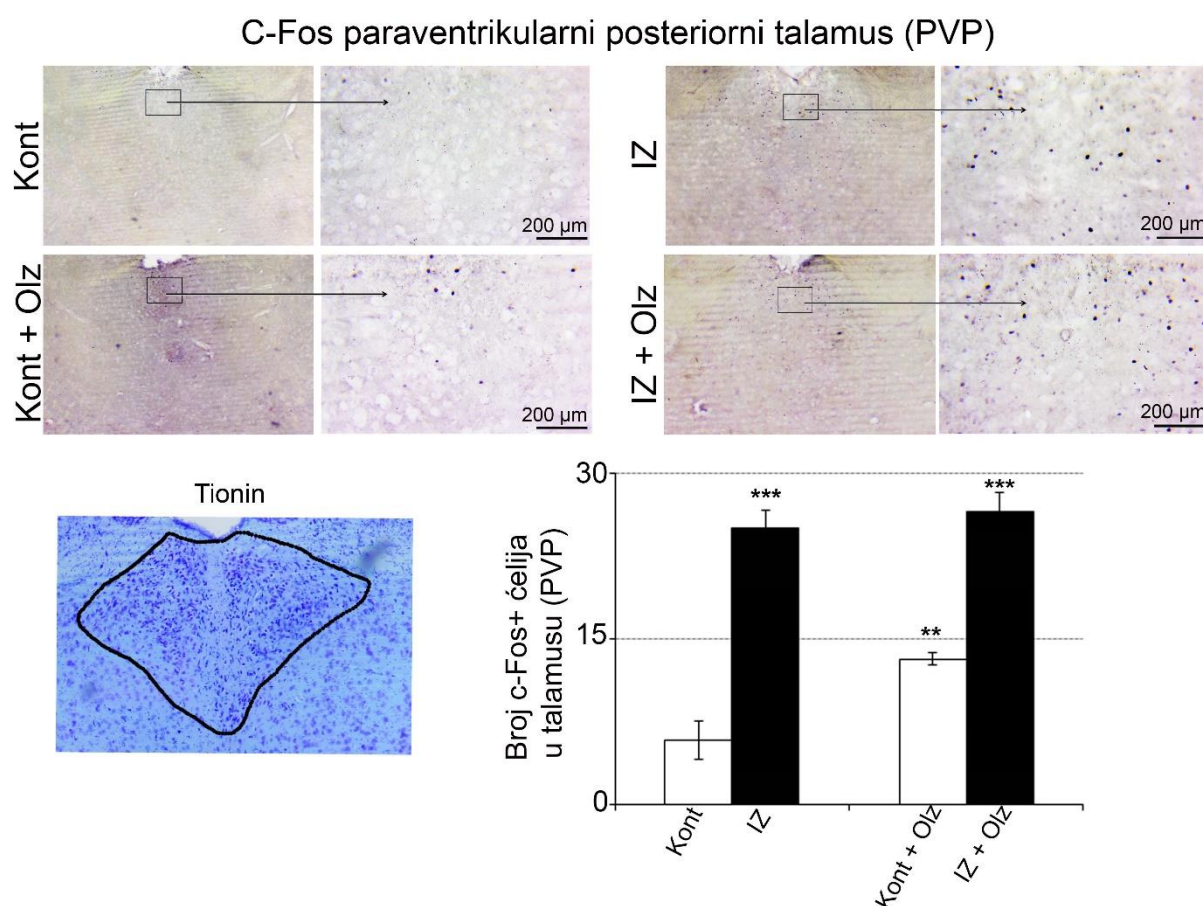 C-Fos paraventrikularni posteriorni talamus (PVP)
Kont
200 µm
IZ
200 µm
Kont + Olz
200 µm
IZ + Olz
200 µm
Tionin
Broj c-Fos+ ćelija
u talamusu (PVP)
30
15
0
***
**
***
Kont
IZ
Kont + Olz
IZ + Olz